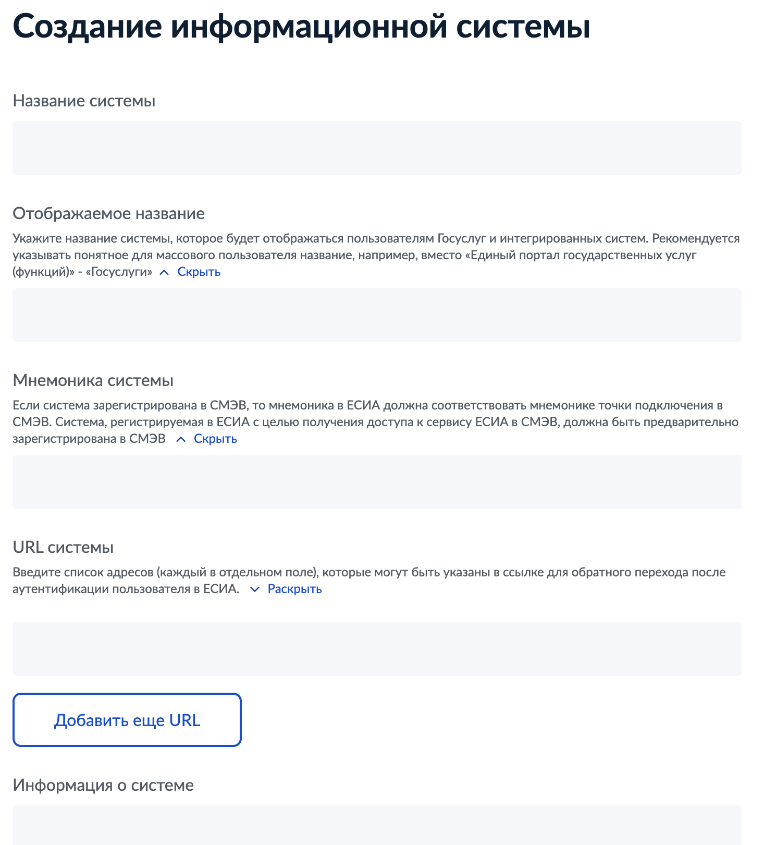 Создание информационной системы
Название системы
Отображаемое название
Укажите название системы, которое будет отображаться пользователям Госуслуг и интегрированных систем. Рекомендуется
указывать понятное для массового пользователя название, например, вместо «Единый портал государственных услуг
(функций)» - «Госуслуги» Скрыть
Мнемоника системы
Если система зарегистрирована в СМЭВ, то мнемоника в ЕСИА должна соответствовать мнемонике точки подключения в
СМЭВ. Система, регистрируемая в ЕСИА с целью получения доступа к сервису ЕСИА в СМЭВ, должна быть предварительно
зарегистрирована в СМЭВ Скрыть
URL системы
Введите список адресов (каждый в отдельном поле), которые могут быть указаны в ссылке для обратного перехода после
аутентификации пользователя в ЕСИА. Раскрыть
Добавить еще URL
Информация о системе